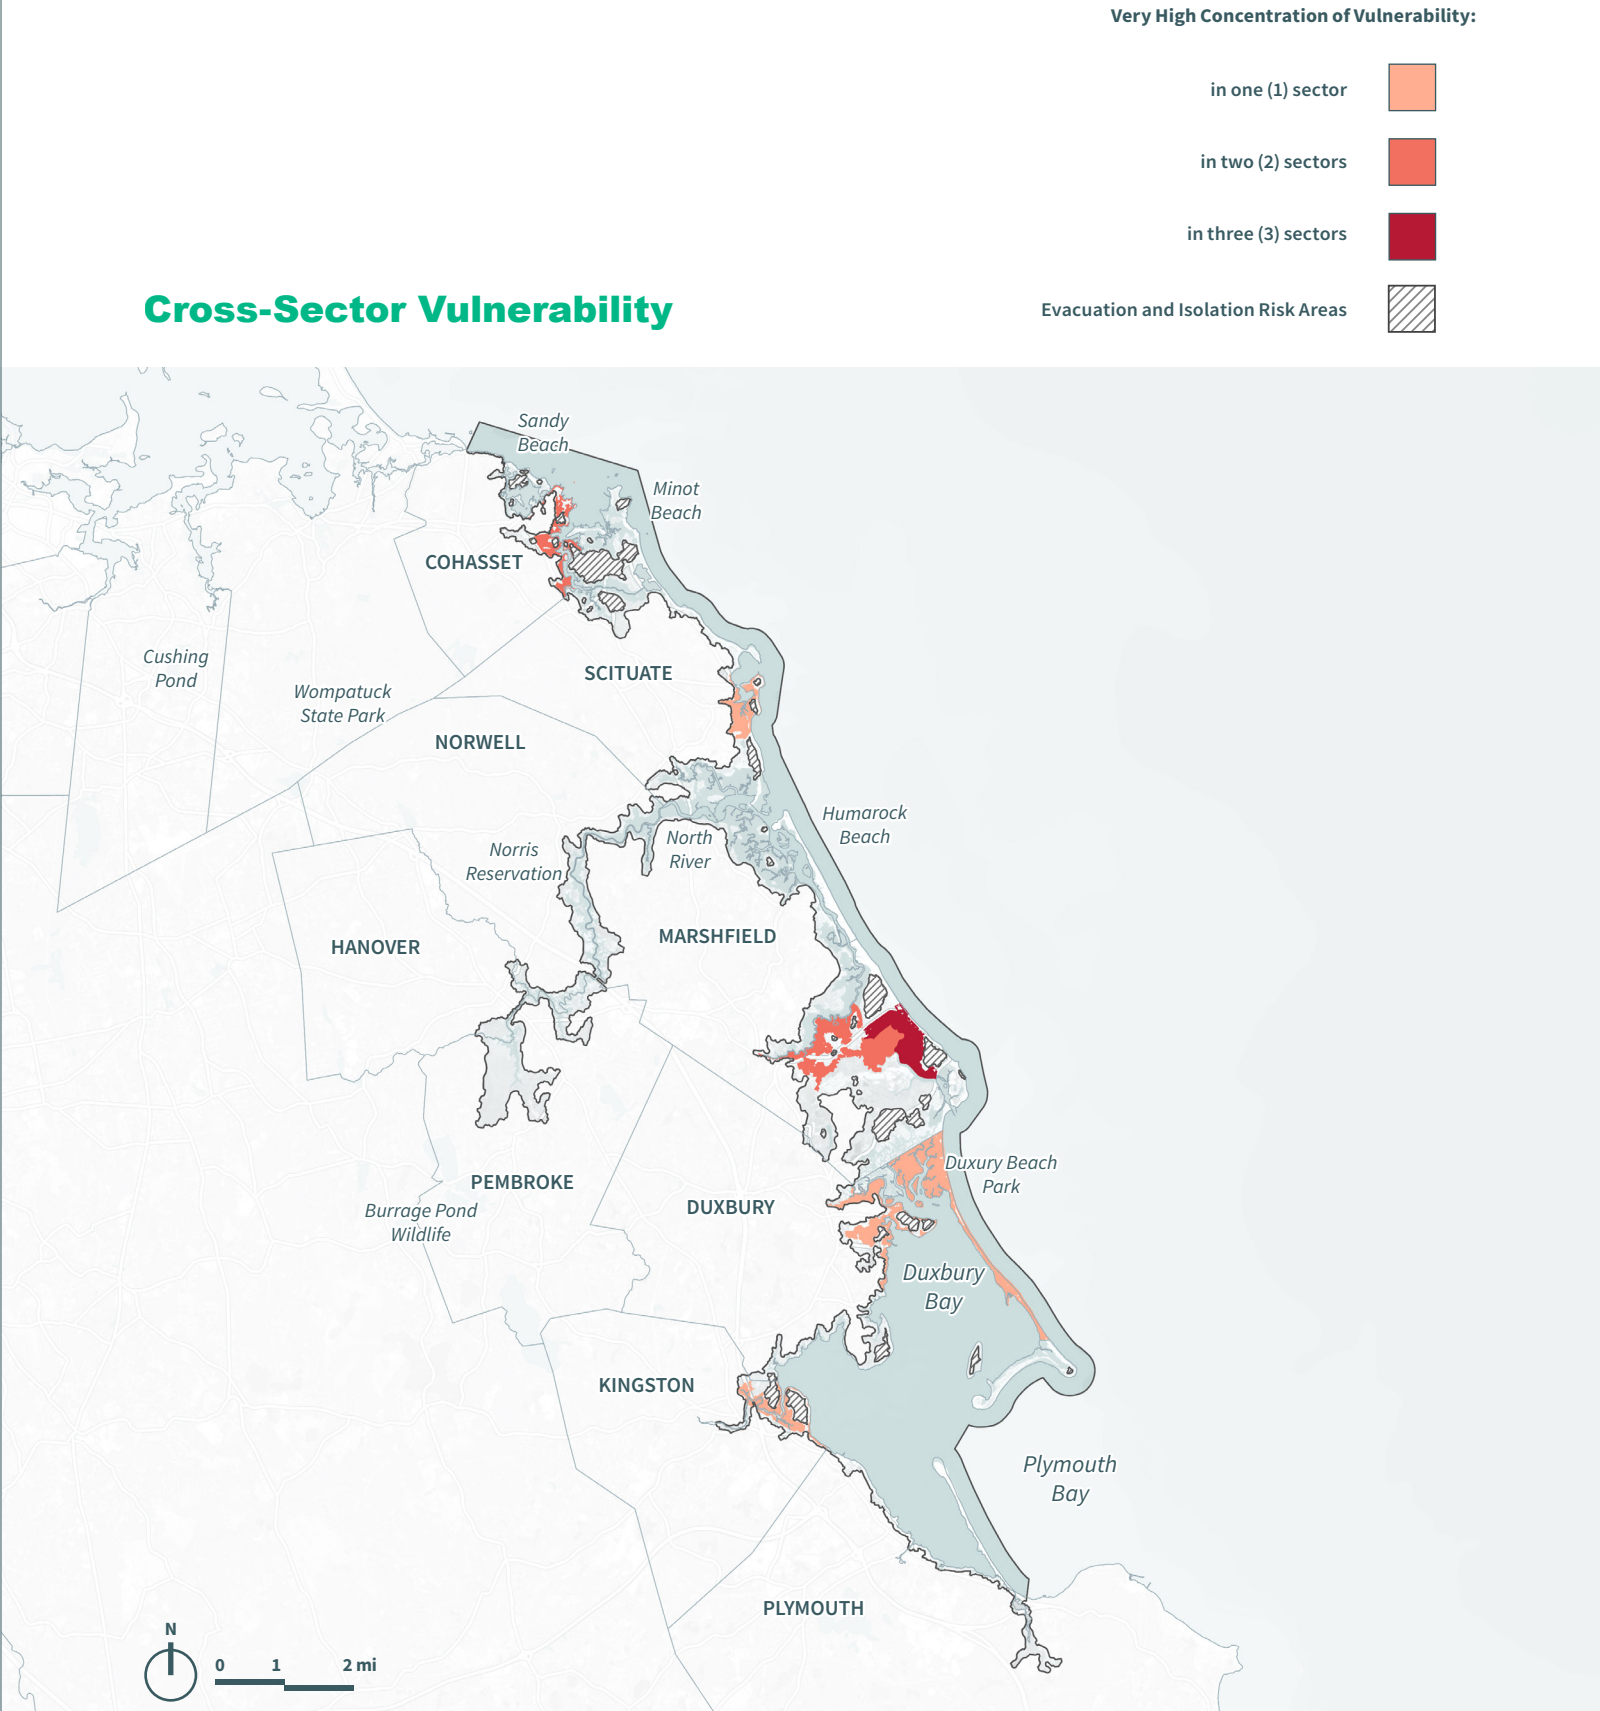 Very High Concentration of Vulnerability:
in one (1) sector
in two (2) sectors
in three (3) sectors
Evacuation and Isolation Risk Areas
Cross-Sector Vulnerability
Sandy
Beach
Minot
Beach
COHASSET
Cushing
Pond
Wompatuck
State Park
SCITUATE
NORWELL
Humarock
Beach
North
River
Norris
Reservation
HANOVER
MARSHFIELD
Duxury Beach
Park
PEMBROKE
Burrage Pond
Wildlife
DUXBURY
Duxbury
Bay
KINGSTON
Plymouth
Bay
PLYMOUTH
N
0 1 2 mi